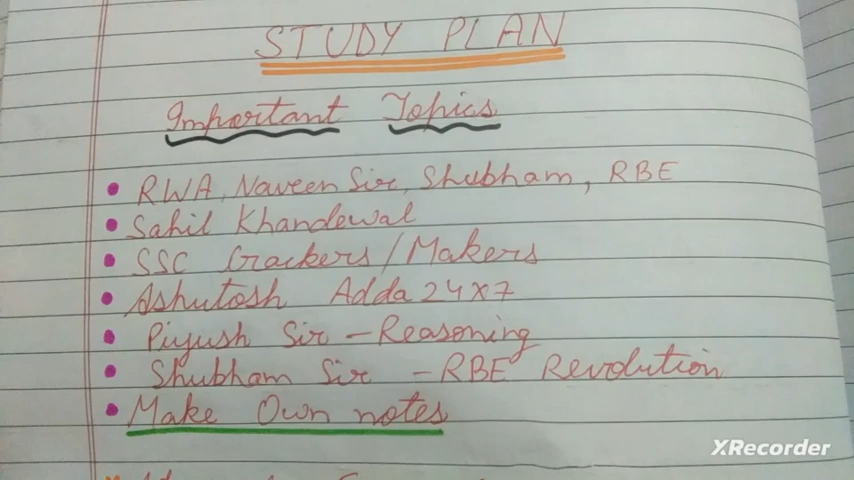 STUDY PLAN
Important Topics
• RWA, Naveen Sir, Shubham, RBE
• Sahil Khandewal
• SSC Crackers/Makers
• Ashutosh Adda 24x7
• Piyush Sir - Reasoning
• Shubham Sir - RBE Revolution
• Make Own notes
XRecorder